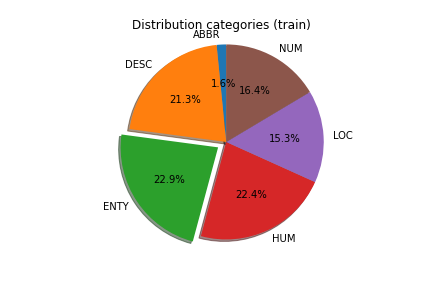 Distribution categories (train)
ABBR
NUM
DESC
1.6%
16.4%
21.3%
LOC
15.3%
22.9%
22.4%
ENTY
HUM